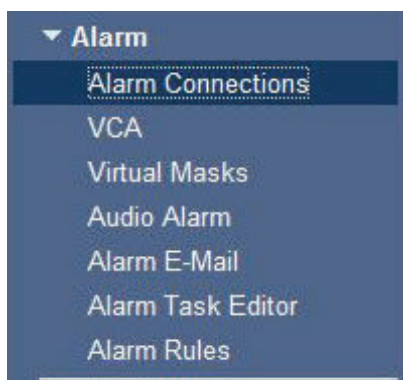 Alarm
Alarm Connections
VCA
Virtual Masks
Audio Alarm
Alarm E-Mail
Alarm Task Editor
Alarm Rules